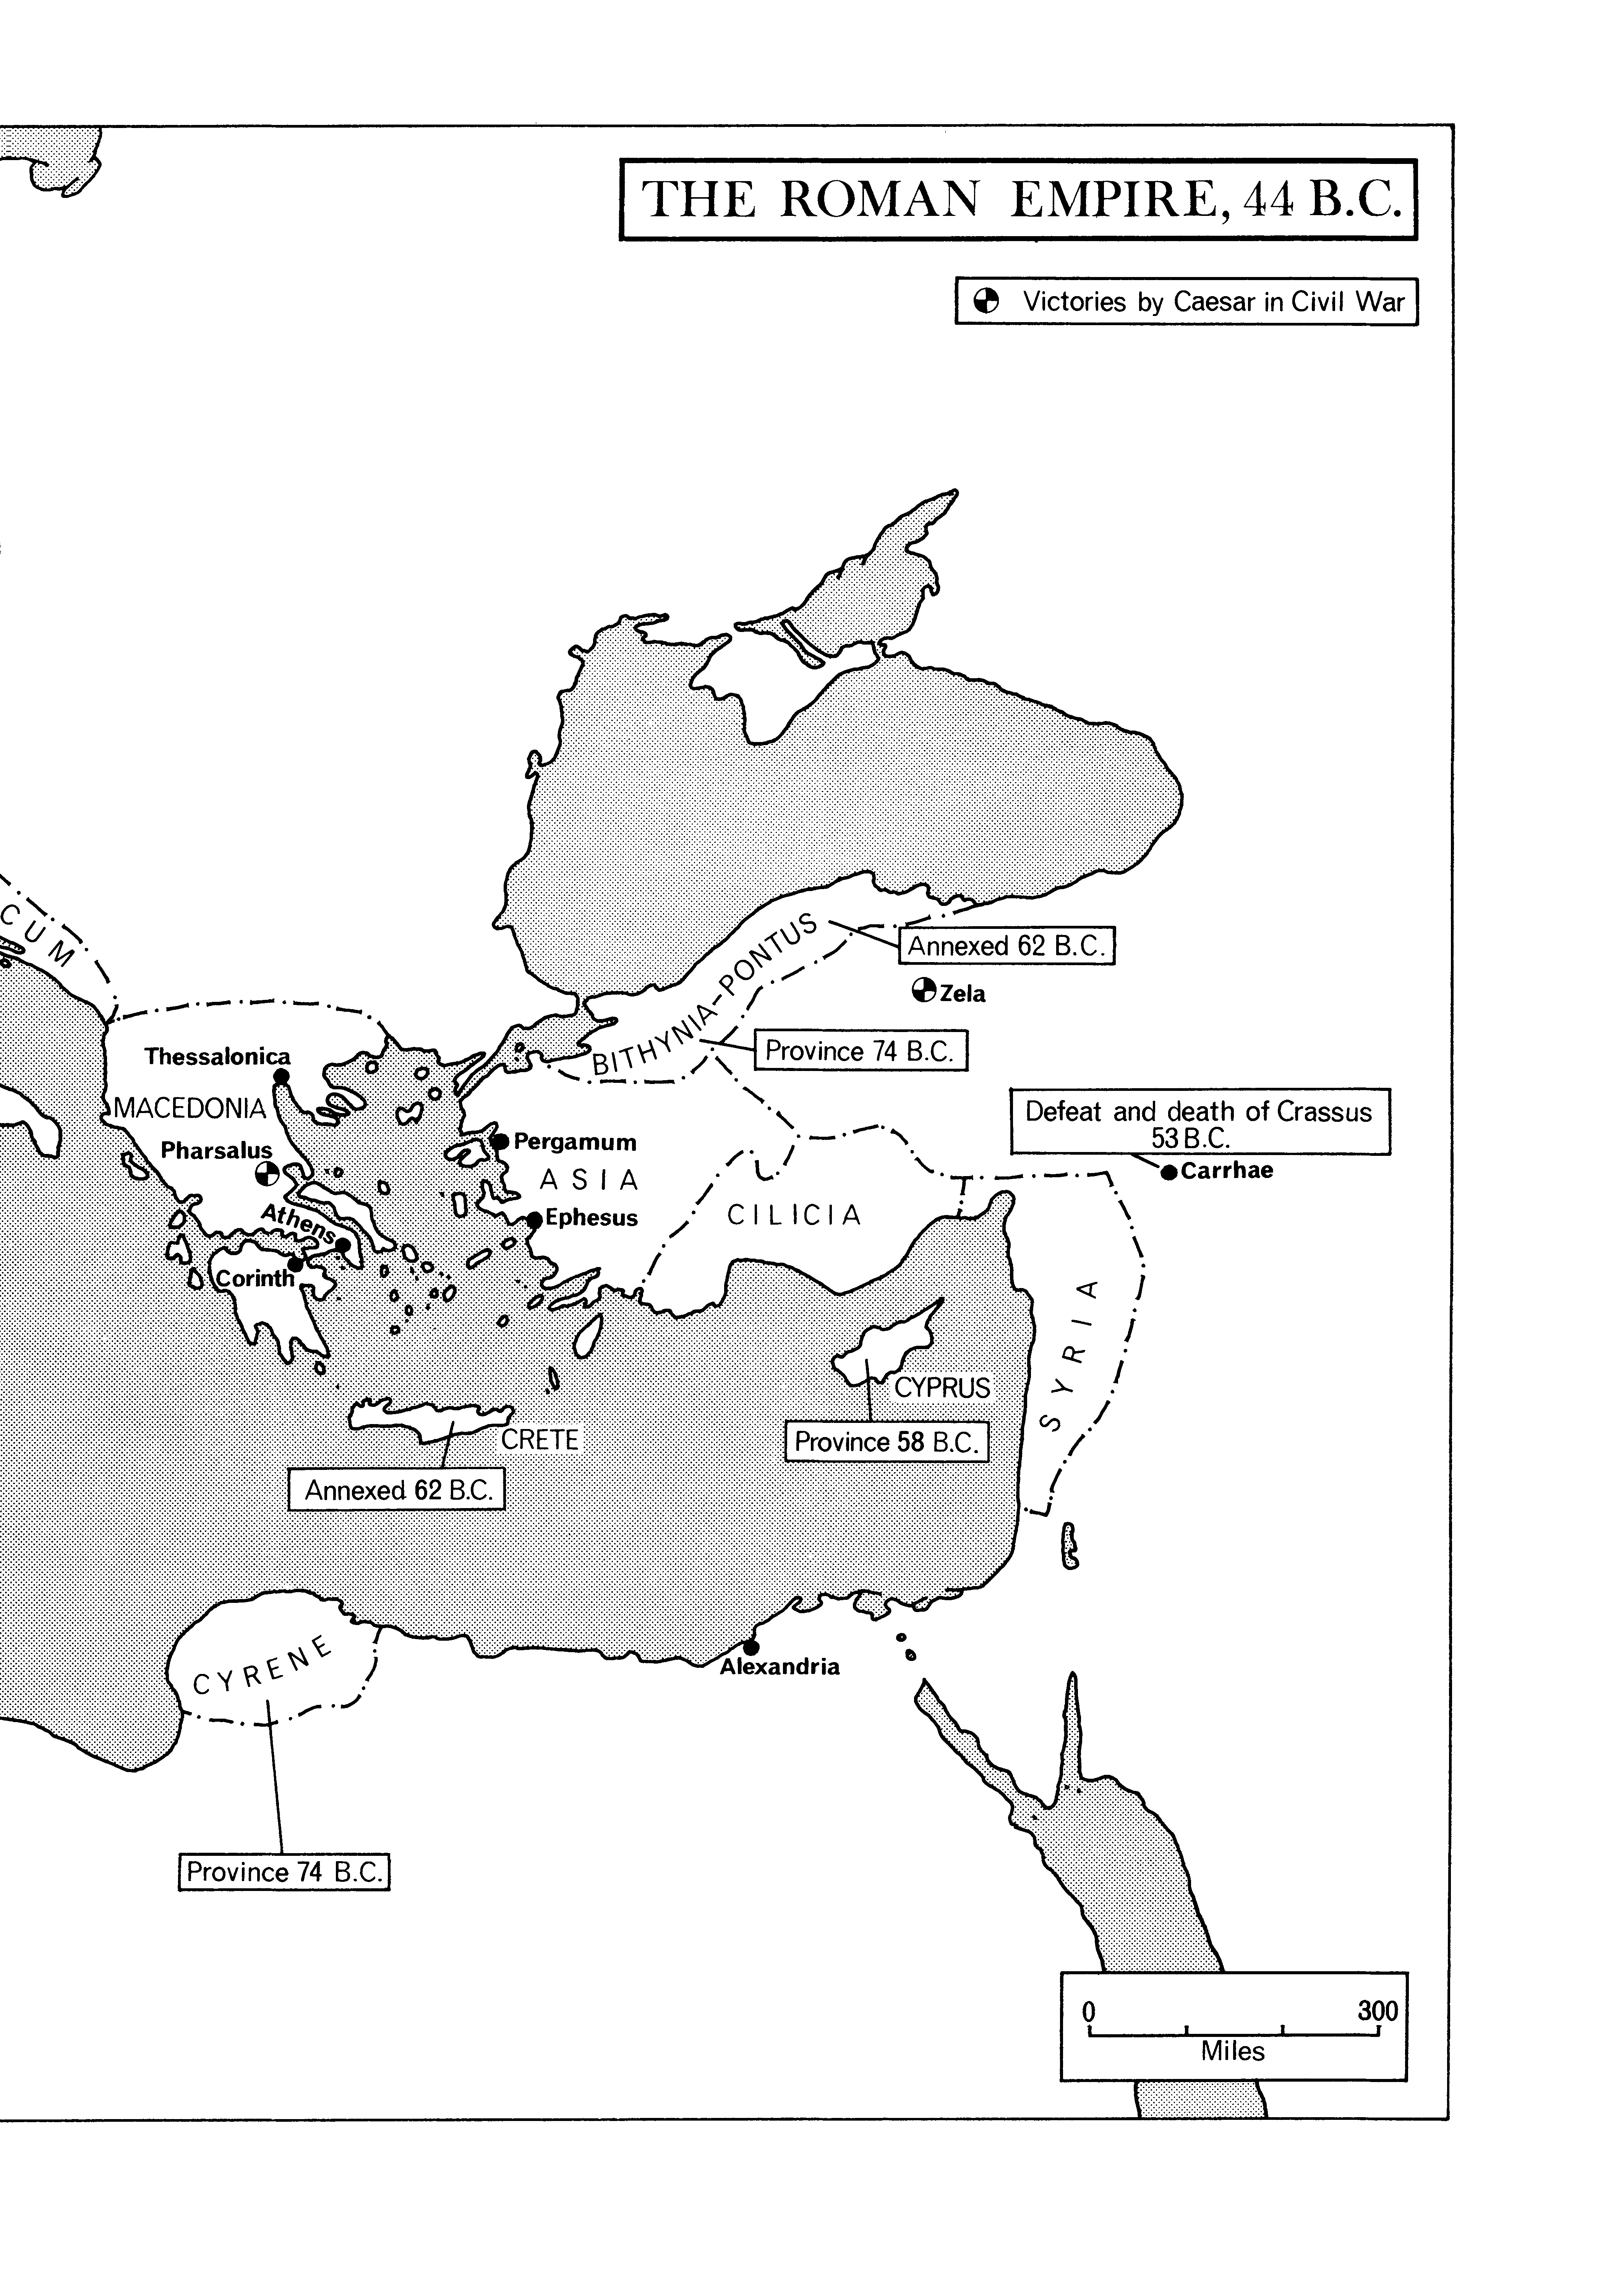 THE ROMAN EMPIRE, 44 B.C.
Victories by Caesar in Civil War
CUM
BITHYNIA-PONTUS
Annexed 62 B.C.
Zela
Province 74 B.C.
Thessalonica
MACEDONIA
Pharsalus
Athens
Corinth
Pergamum
ASIA
Ephesus
CILICIA
Defeat and death of Crassus
53 B.C.
Carrhae
SYRIA
CYPRUS
Province 58 B.C.
CRETE
Annexed 62 B.C.
CYRENE
Alexandria
Province 74 B.C.
0 300
Miles